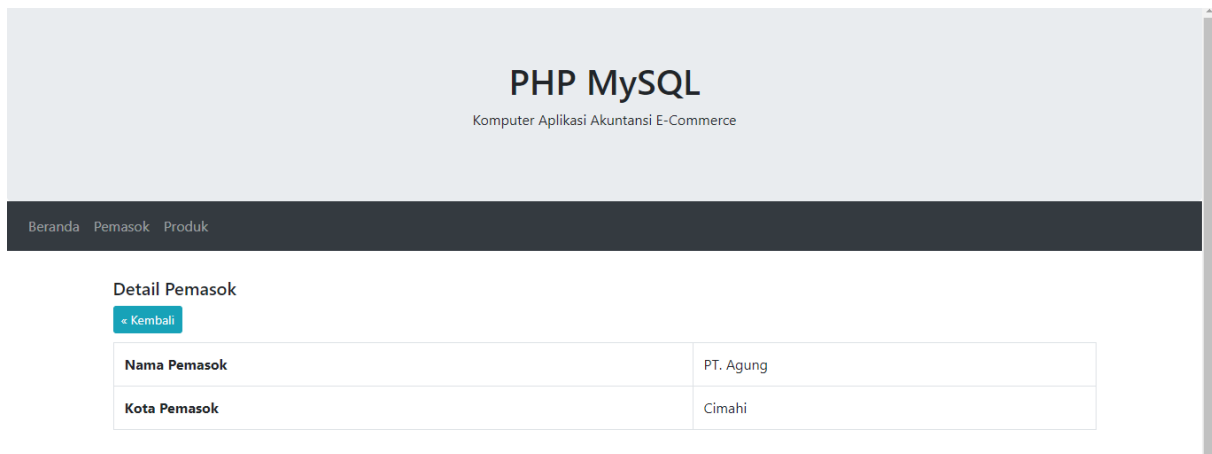 PHP MySQL
Komputer Aplikasi Akuntansi E-Commerce
Beranda Pemasok Produk
Detail Pemasok
« Kembali
Nama Pemasok PT. Agung
Kota Pemasok Cimahi